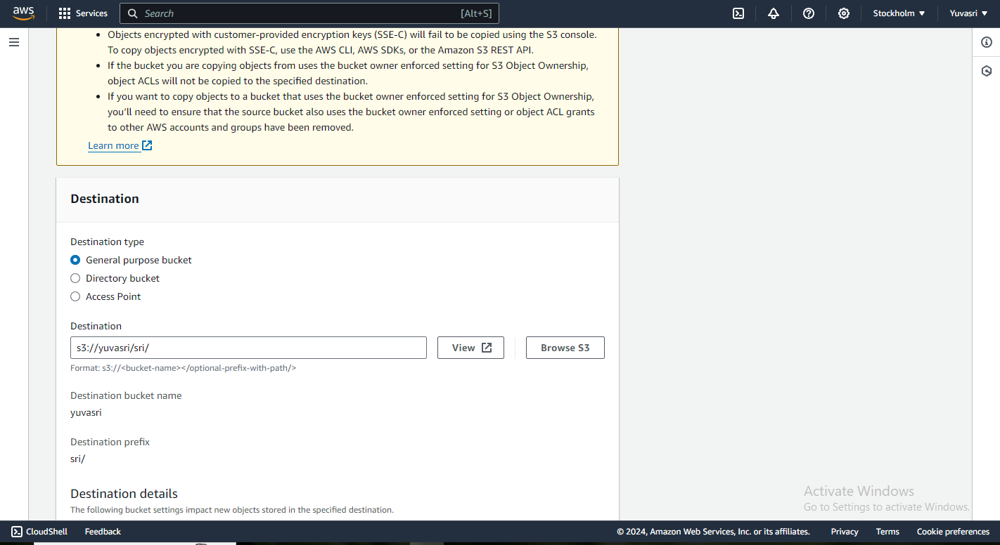 aws
Services
Search
[Alt+S]
Stockholm
Yuvasri
Objects encrypted with customer-provided encryption keys (SSE-C) will fail to be copied using the S3 console.
To copy objects encrypted with SSE-C, use the AWS CLI, AWS SDKs, or the Amazon S3 REST API.
If the bucket you are copying objects from uses the bucket owner enforced setting for S3 Object Ownership,
object ACLs will not be copied to the specified destination.
If you want to copy objects to a bucket that uses the bucket owner enforced setting for S3 Object Ownership,
you’ll need to ensure that the source bucket also uses the bucket owner enforced setting or object ACL grants
to other AWS accounts and groups have been removed.
Learn more
Destination
Destination type
General purpose bucket
Directory bucket
Access Point
Destination
s3://yuvasri/sri/
View
Browse S3
Format: s3://<bucket-name></optional-prefix-with-path/>
Destination bucket name
yuvasri
Destination prefix
sri/
Destination details
The following bucket settings impact new objects stored in the specified destination.
Activate Windows
Go to Settings to activate Windows.
CloudShell
Feedback
© 2024, Amazon Web Services, Inc. or its affiliates.
Privacy
Terms
Cookie preferences